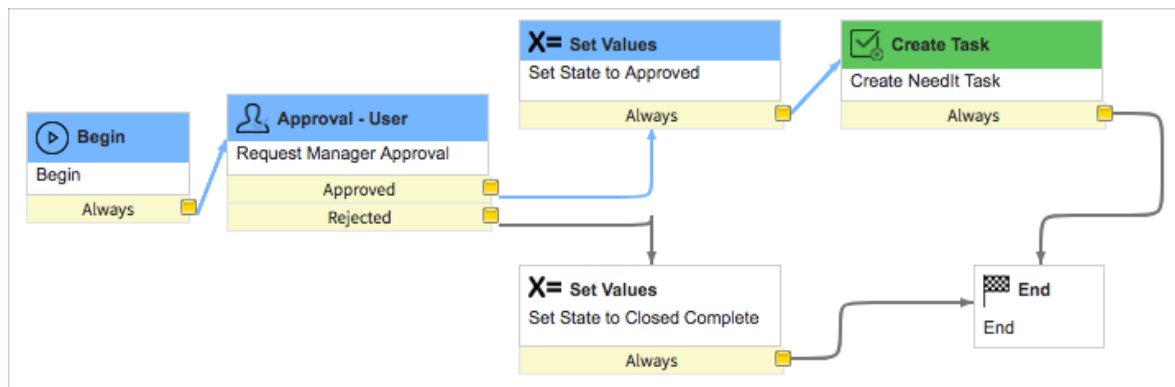 Begin
Begin
Always
Approval - User
Request Manager Approval
Approved
Rejected
X= Set Values
Set State to Approved
Always
Create Task
Create NeedIt Task
Always
X= Set Values
Set State to Closed Complete
Always
End
End